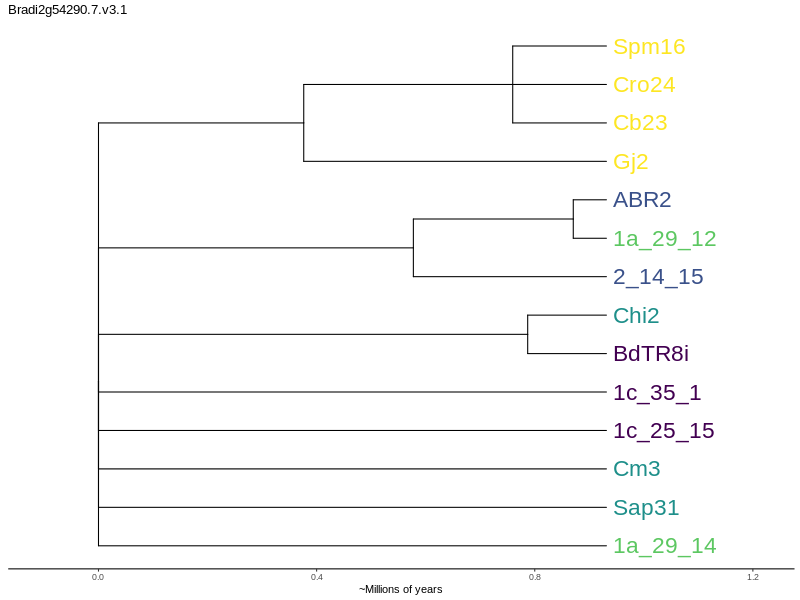 Bradi2g54290.7.v3.1
Spm16
Cro24
Cb23
Gj2
ABR2
1a_29_12
2_14_15
Chi2
BdTR8i
1c_35_1
1c_25_15
Cm3
Sap31
1a_29_14
0.0 0.4 0.8 1.2
~Millions of years